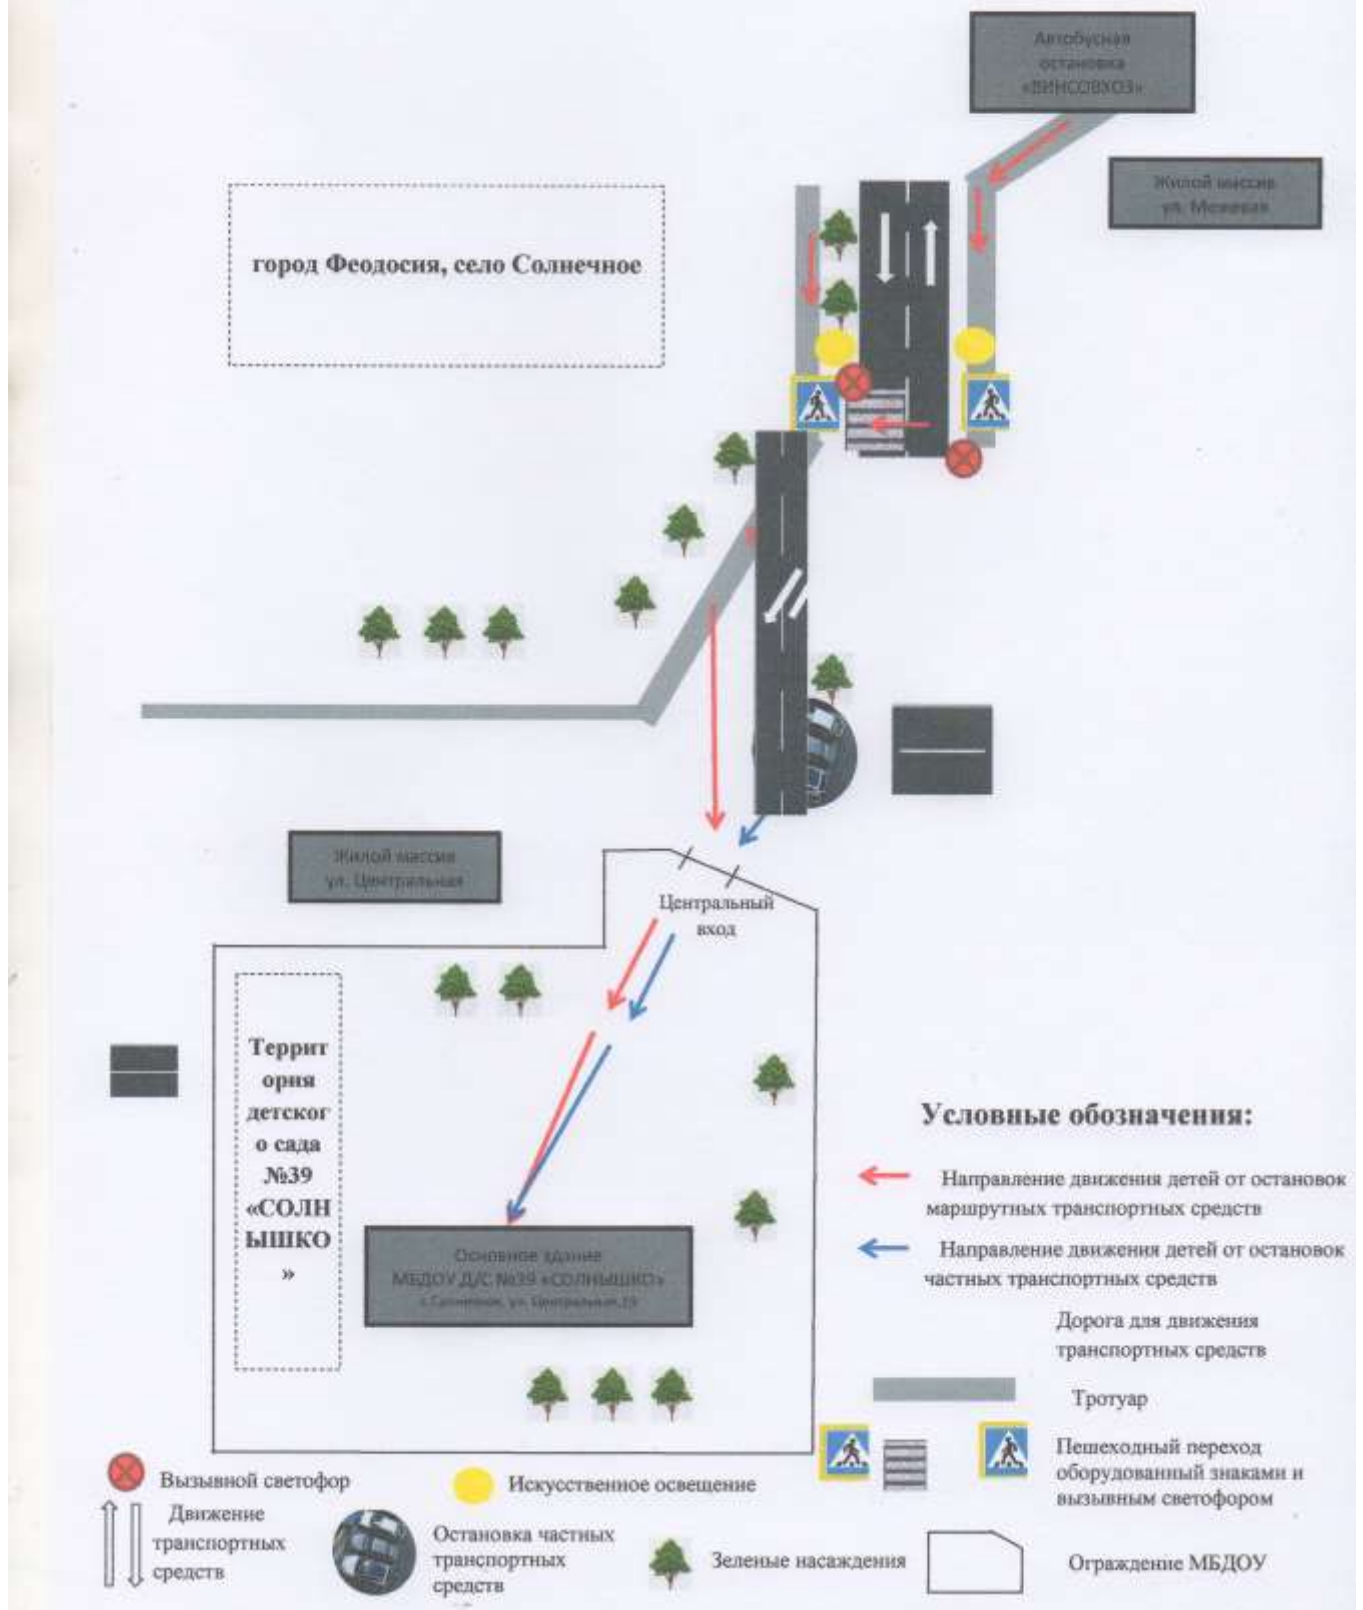 Автобусная
остановка
«ВИНСОВХОЗ»
Жилой массив
ул. Межевая
город Феодосия, село Солнечное
Жилой массив
ул. Центральная
Центральный
вход
Террит
ория
детског
о сада
№39
«СОЛН
ЫШКО
»
Основное здание
МБДОУ Д/С №39 «СОЛНЫШКО»
ул. Центральная,
Условные обозначения:
Направление движения детей от остановок
маршрутных транспортных средств
Направление движения детей от остановок
частных транспортных средств
Дорога для движения
транспортных средств
Тротуар
Пешеходный переход
оборудованный знаками и
вызывным светофором
Вызывной светофор
Искусственное освещение
Движение
транспортных
средств
Остановка частных
транспортных
средств
Зеленые насаждения
Ограждение МБДОУ